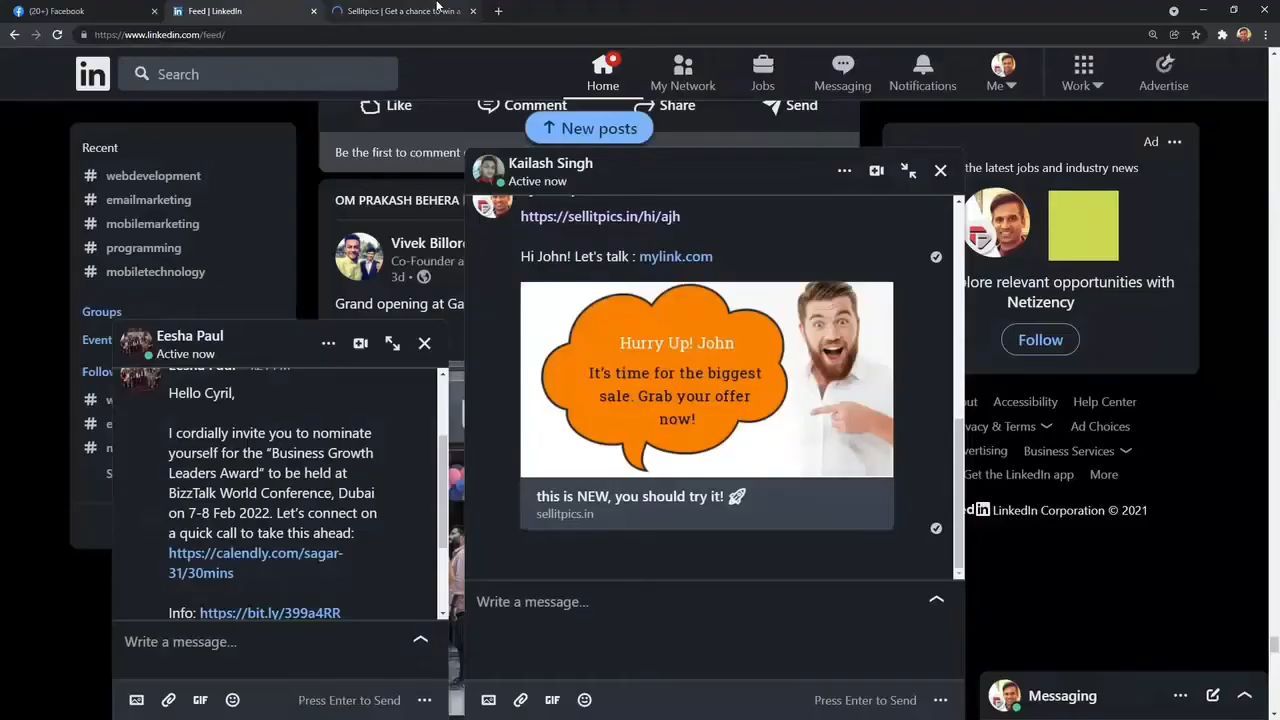 (20+) Facebook
Feed | LinkedIn
Sellitpics | Get a chance to win a
https://www.linkedin.com/feed/
in
Search
Home
My Network
Jobs
Messaging
Notifications
Me
Work
Advertise
Like
Comment
Share
Send
↑ New posts
Be the first to comment
Recent
# webdevelopment
# emailmarketing
# mobilemarketing
# programming
# mobiletechnology
Groups
Event
Follow
OM PRAKASH BEHERA
Vivek Billor
Co-Founder a
3d •
Grand opening at Ga
Eesha Paul
Active now
Hello Cyril,
I cordially invite you to nominate
yourself for the “Business Growth
Leaders Award” to be held at
BizzTalk World Conference, Dubai
on 7-8 Feb 2022. Let’s connect on
a quick call to take this ahead:
https://calendly.com/sagar-
31/30mins
Info: https://bit.ly/399a4RR
Write a message...
GIF
Press Enter to Send
Kailash Singh
Active now
https://sellitpics.in/hi/ajh
Hi John! Let's talk : mylink.com
Hurry Up! John
It's time for the biggest
sale. Grab your offer
now!
this is NEW, you should try it! 🚀
sellitpics.in
Write a message...
GIF
Press Enter to Send
Ad
the latest jobs and industry news
lore relevant opportunities with
Netizency
Follow
out
Accessibility
Help Center
vacy & Terms
Ad Choices
vertising
Business Services
Get the LinkedIn app
More
LinkedIn Corporation © 2021
Messaging